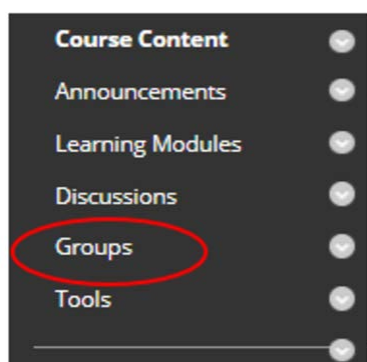 Course Content
Announcements
Learning Modules
Discussions
Groups
Tools